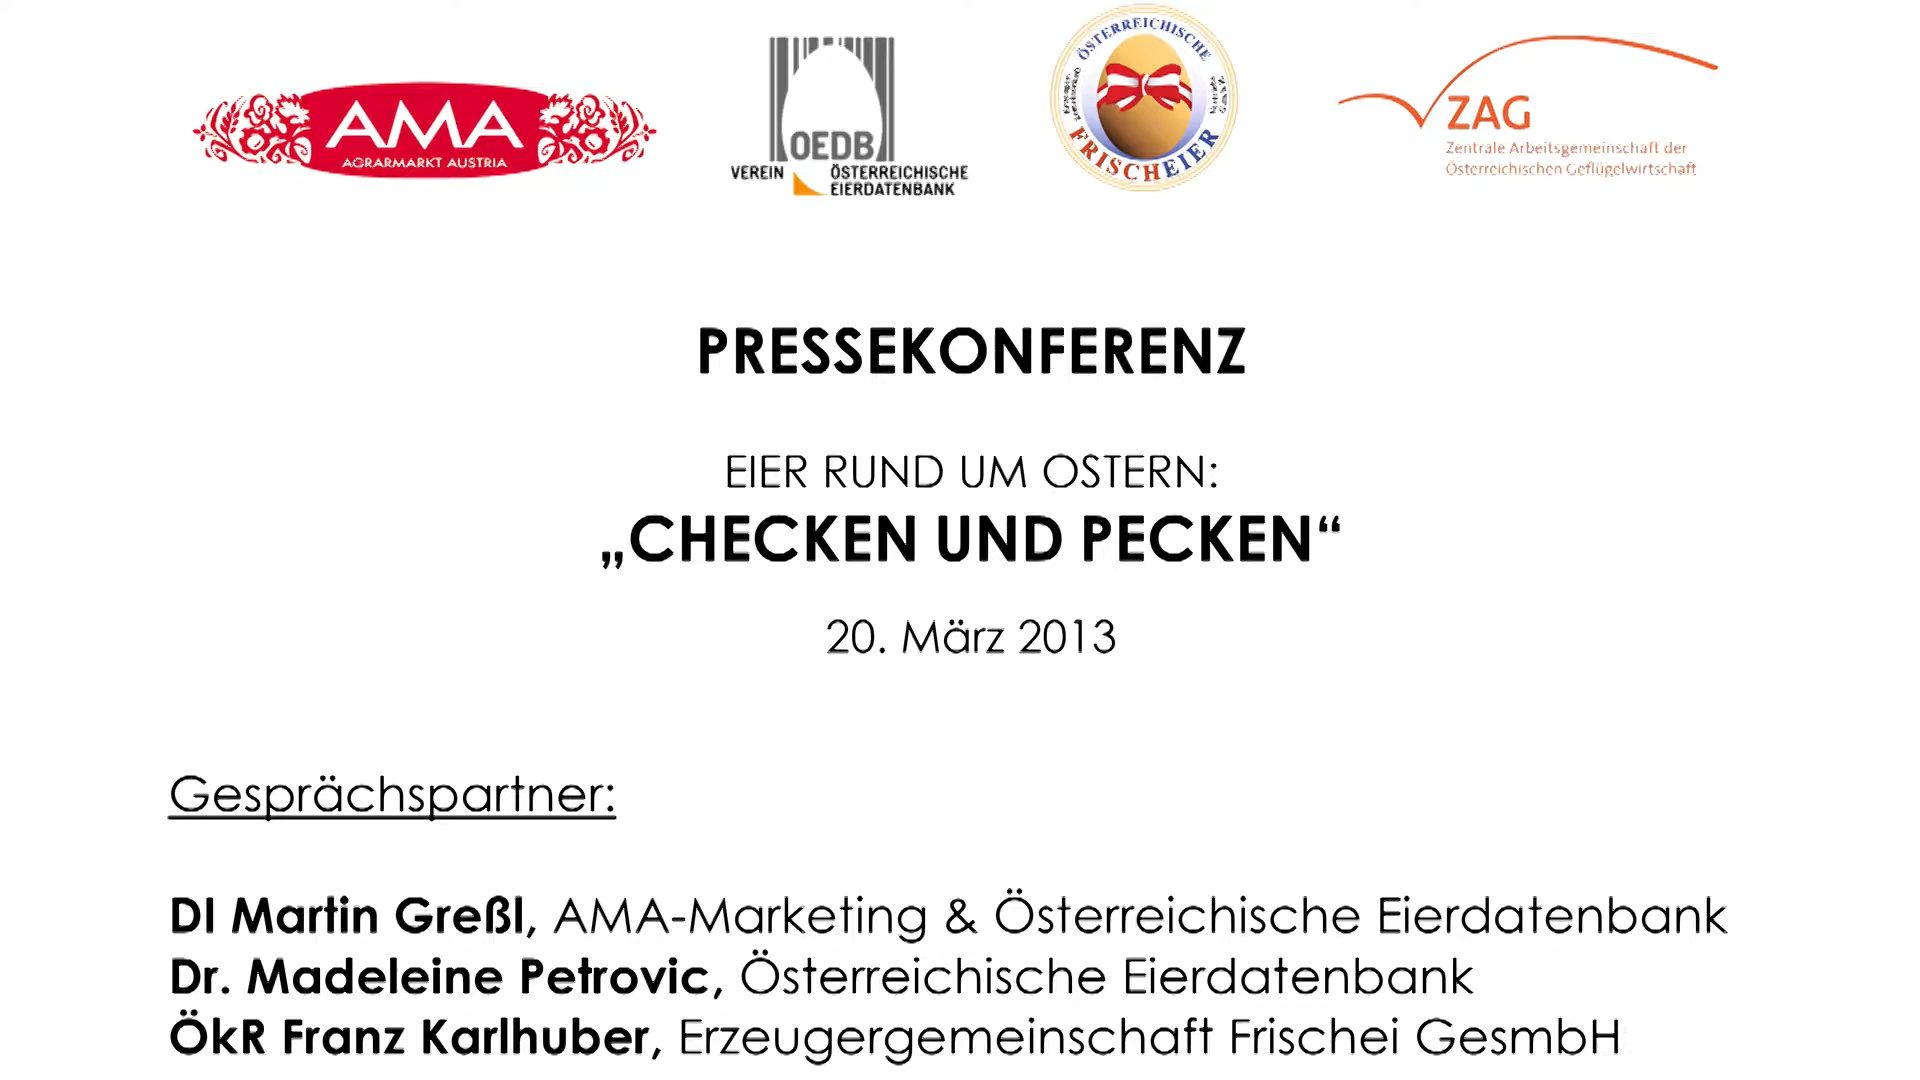 AMA
AGRARMARKT AUSTRIA
OEDB
VEREIN ÖSTERREICHISCHE
EIERDATENBANK
ÖSTERREICHISCHE
FRISCHEIER
ZAG
Zentrale Arbeitsgemeinschaft der
Österreichischen Geflügelwirtschaft
PRESSEKONFERENZ
EIER RUND UM OSTERN:
„CHECKEN UND PECKEN“
20. März 2013
Gesprächspartner:
DI Martin Greßl, AMA-Marketing & Österreichische Eierdatenbank
Dr. Madeleine Petrovic, Österreichische Eierdatenbank
ÖkR Franz Karlhuber, Erzeugergemeinschaft Frischei GesmbH